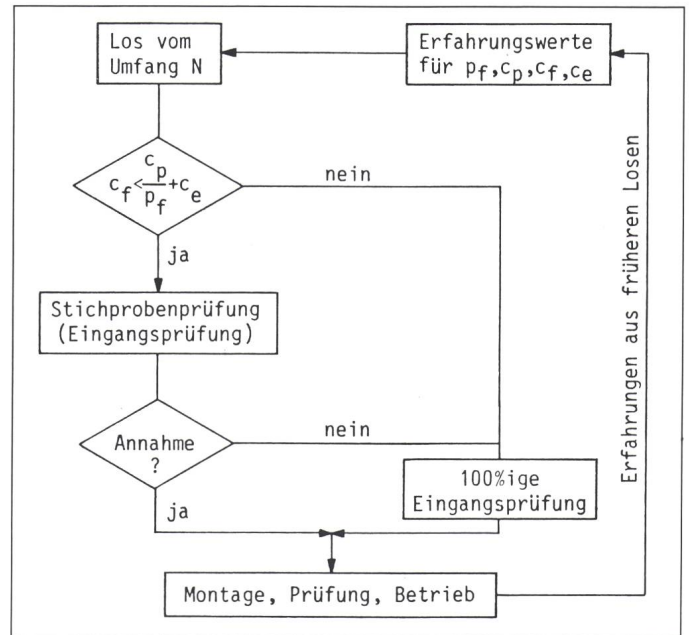 Los vom
Umfang N
Erfahrungswerte
für pf,cp,cf,ce
cf<cp/pf+ce
nein
ja
Stichprobenprüfung
(Eingangsprüfung)
Annahme
?
nein
ja
100%ige
Eingangsprüfung
Montage, Prüfung, Betrieb
Erfahrungen aus früheren Losen